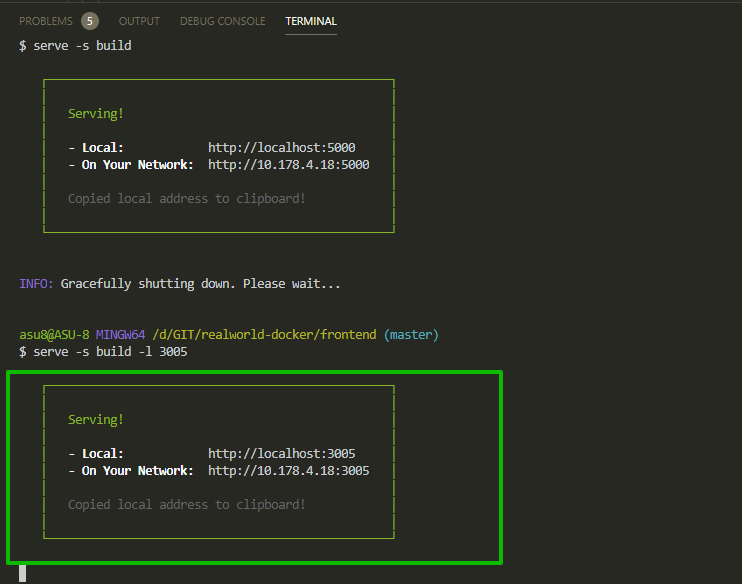 PROBLEMS 5 OUTPUT DEBUG CONSOLE TERMINAL
$ serve -s build
Serving!
- Local: http://localhost:5000
- On Your Network: http://10.178.4.18:5000
Copied local address to clipboard!
INFO: Gracefully shutting down. Please wait...
asu8@ASU-8 MINGW64 /d/GIT/realworld-docker/frontend (master)
$ serve -s build -l 3005
Serving!
- Local: http://localhost:3005
- On Your Network: http://10.178.4.18:3005
Copied local address to clipboard!